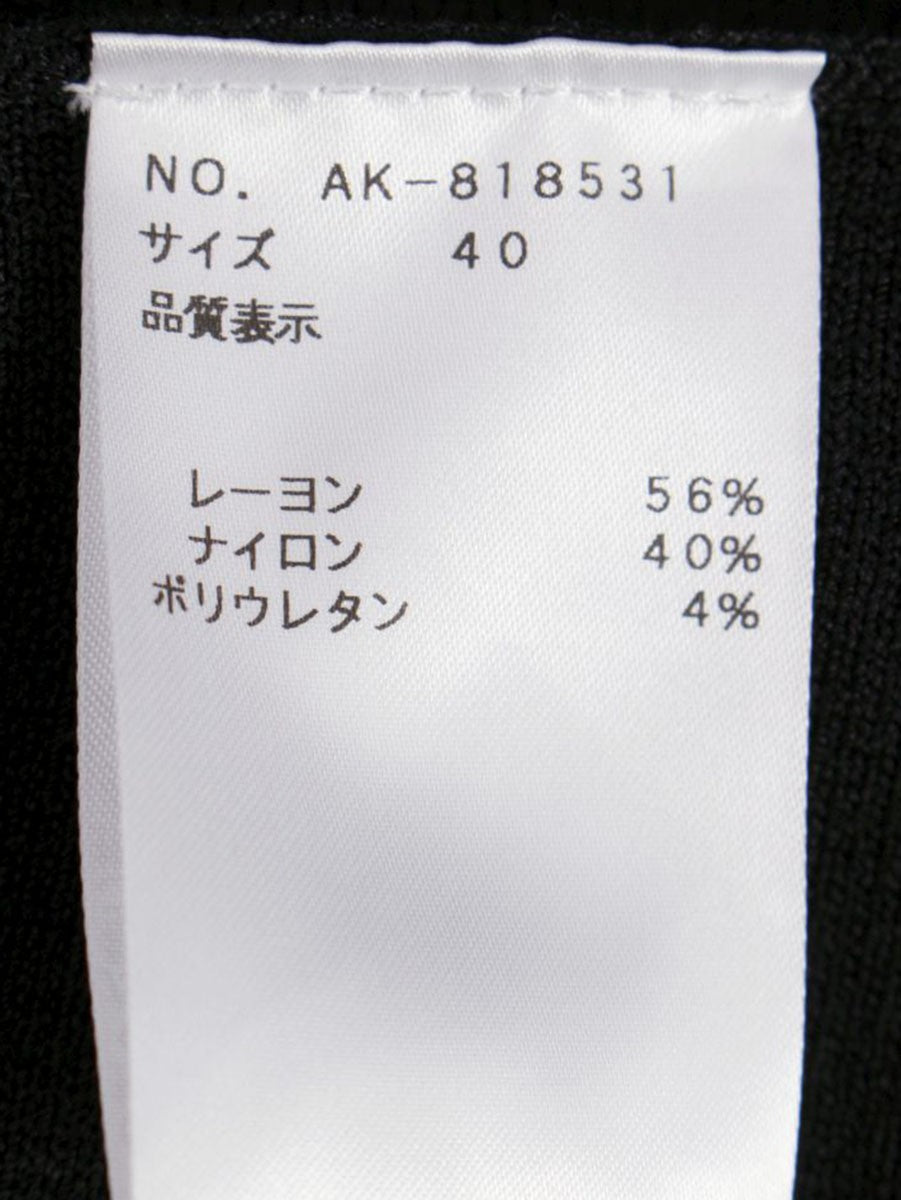 NO. AK-818531
サイズ 40
品質表示
レーヨン 56%
ナイロン 40%
ポリウレタン 4%